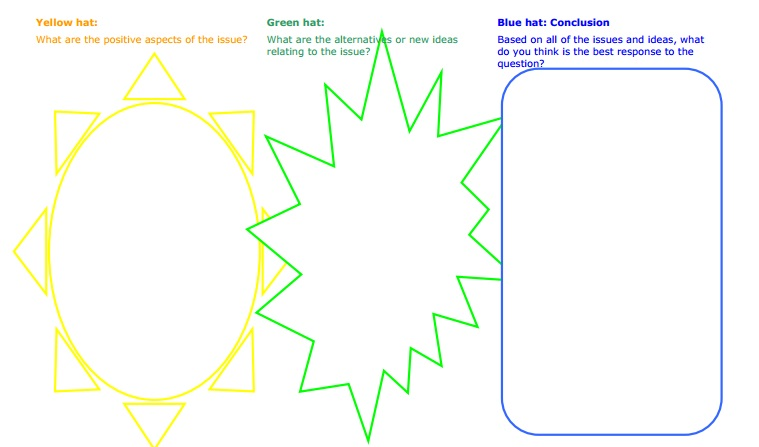 Yellow hat:
What are the positive aspects of the issue?
Green hat:
What are the alternatives or new ideas
relating to the issue?
Blue hat: Conclusion
Based on all of the issues and ideas, what
do you think is the best response to the
question?